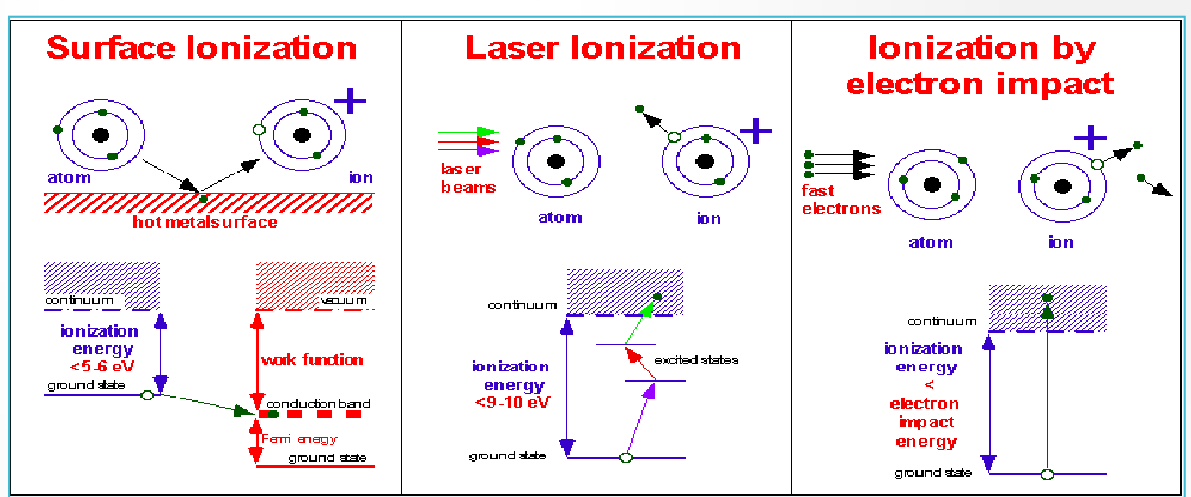 Surface Ionization
atom
ion
hot metal surface
continuum
vacuum
ionization
energy
<5-6 eV
work function
ground state
conduction band
Fermi energy
ground state
Laser Ionization
laser
beams
atom
ion
continuum
excited states
ionization
energy
<9-10 eV
ground state
Ionization by
electron impact
fast
electrons
atom
ion
continuum
ionization
energy
<
electron
impact
energy
ground state